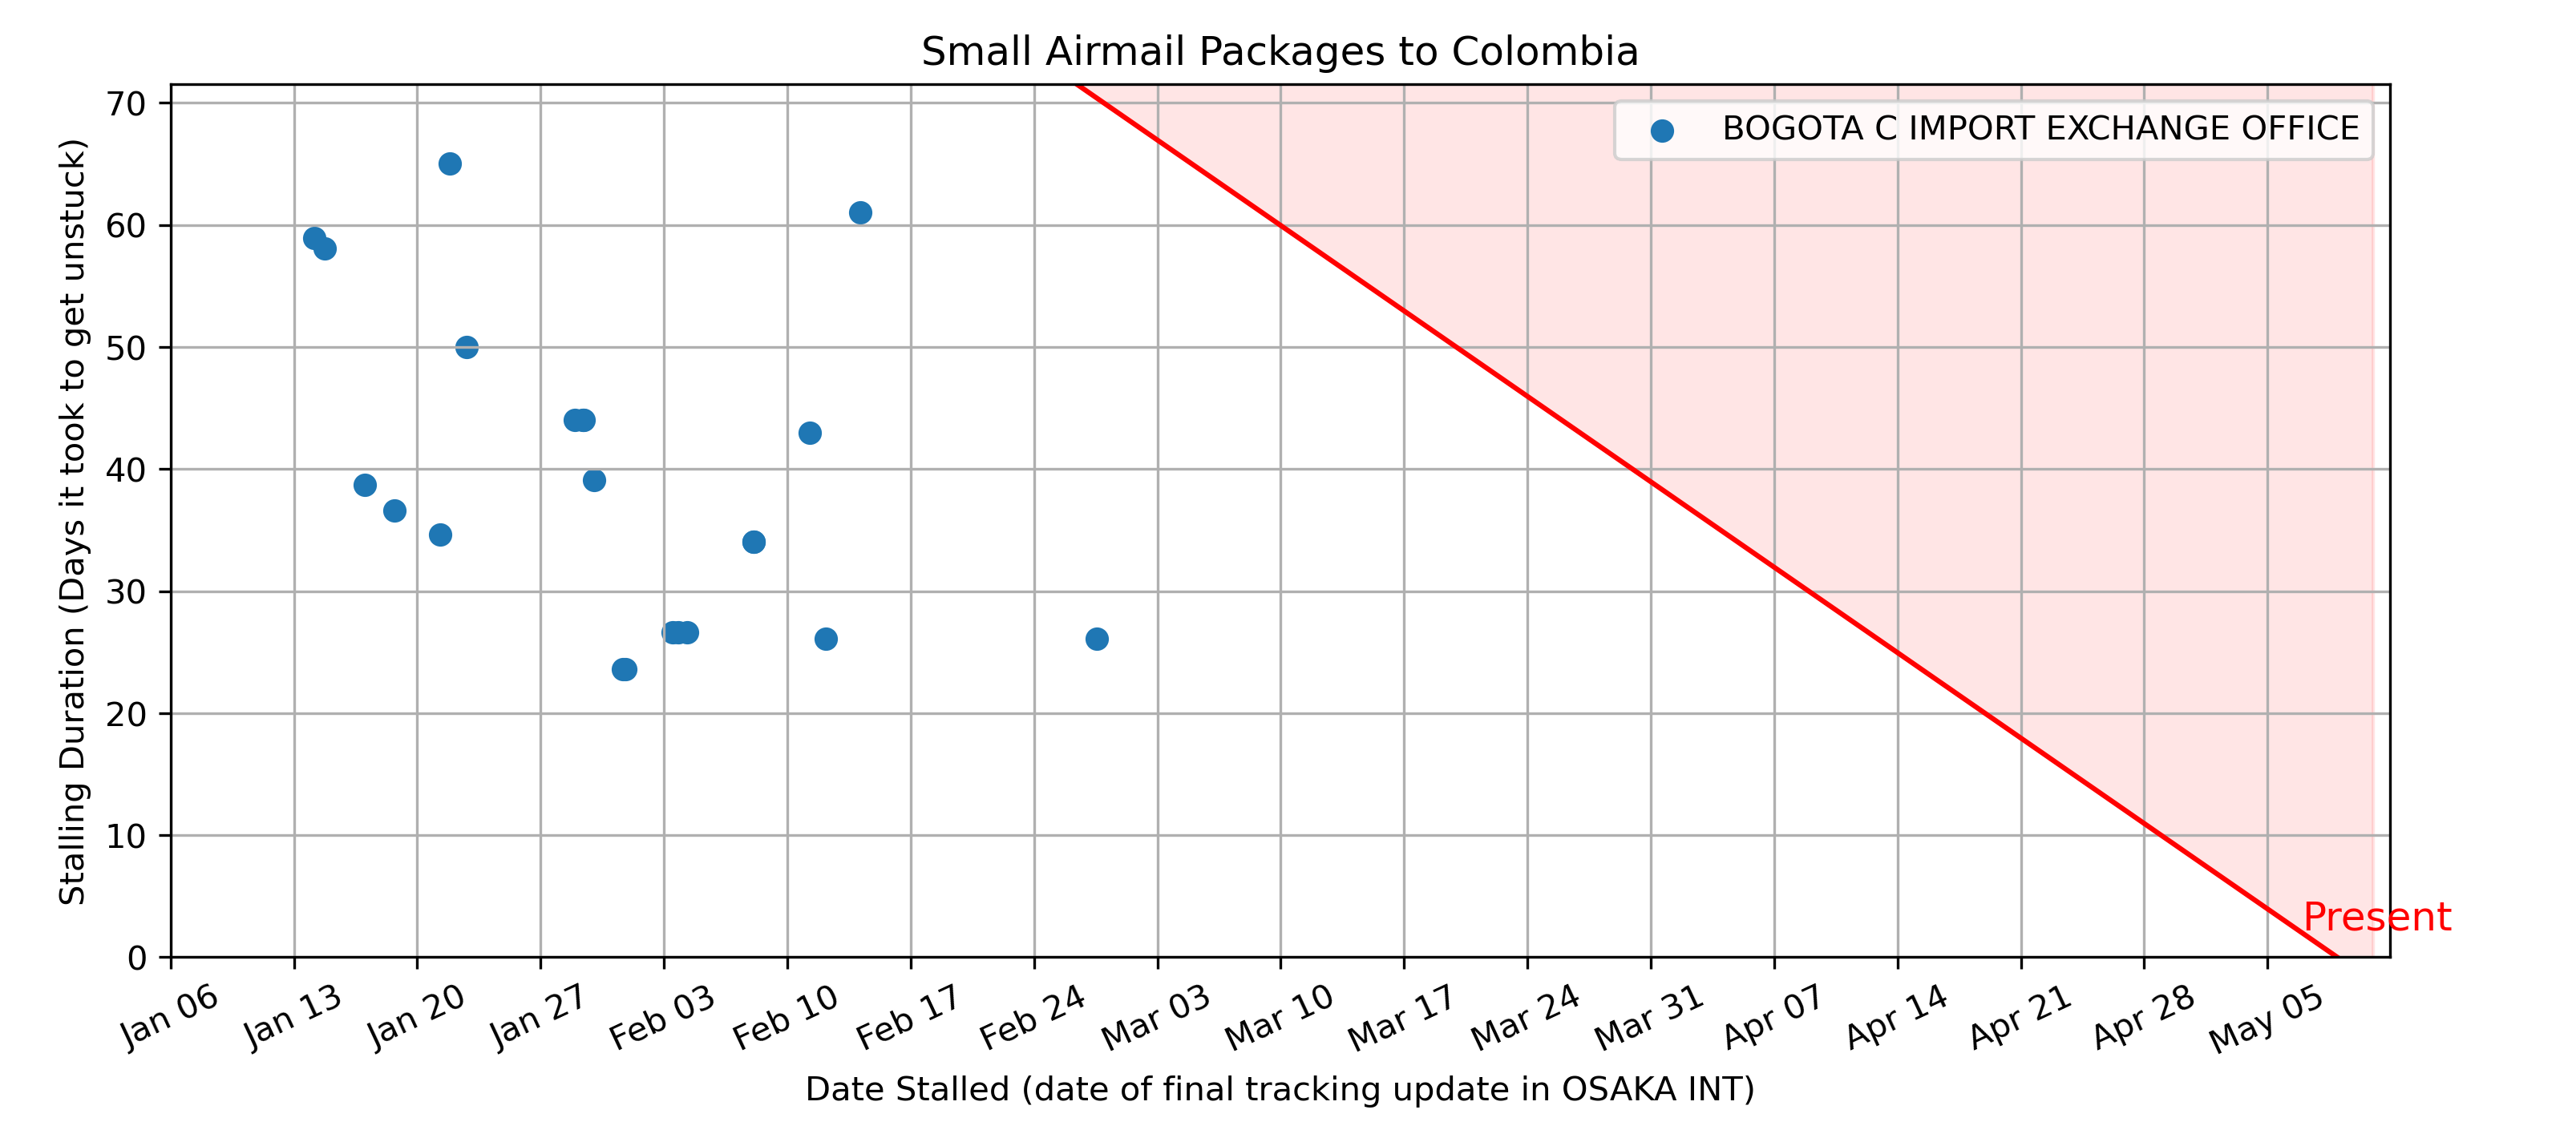 Small Airmail Packages to Colombia
BOGOTA C IMPORT EXCHANGE OFFICE
Stalling Duration (Days it took to get unstuck)
70
60
50
40
30
20
10
0
Present
Jan 06
Jan 13
Jan 20
Jan 27
Feb 03
Feb 10
Feb 17
Feb 24
Mar 03
Mar 10
Mar 17
Mar 24
Mar 31
Apr 07
Apr 14
Apr 21
Apr 28
May 05
Date Stalled (date of final tracking update in OSAKA INT)